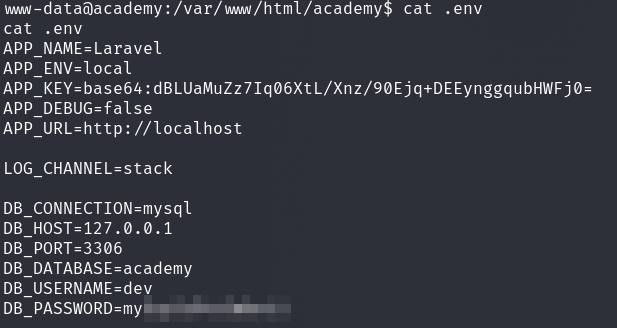 www-data@academy:/var/www/html/academy$ cat .env
cat .env
APP_NAME=Laravel
APP_ENV=local
APP_KEY=base64:dBLUaMuZz7Iq06XtL/Xnz/90Ejq+DEEynggqubHWFj0=
APP_DEBUG=false
APP_URL=http://localhost

LOG_CHANNEL=stack

DB_CONNECTION=mysql
DB_HOST=127.0.0.1
DB_PORT=3306
DB_DATABASE=academy
DB_USERNAME=dev
DB_PASSWORD=my